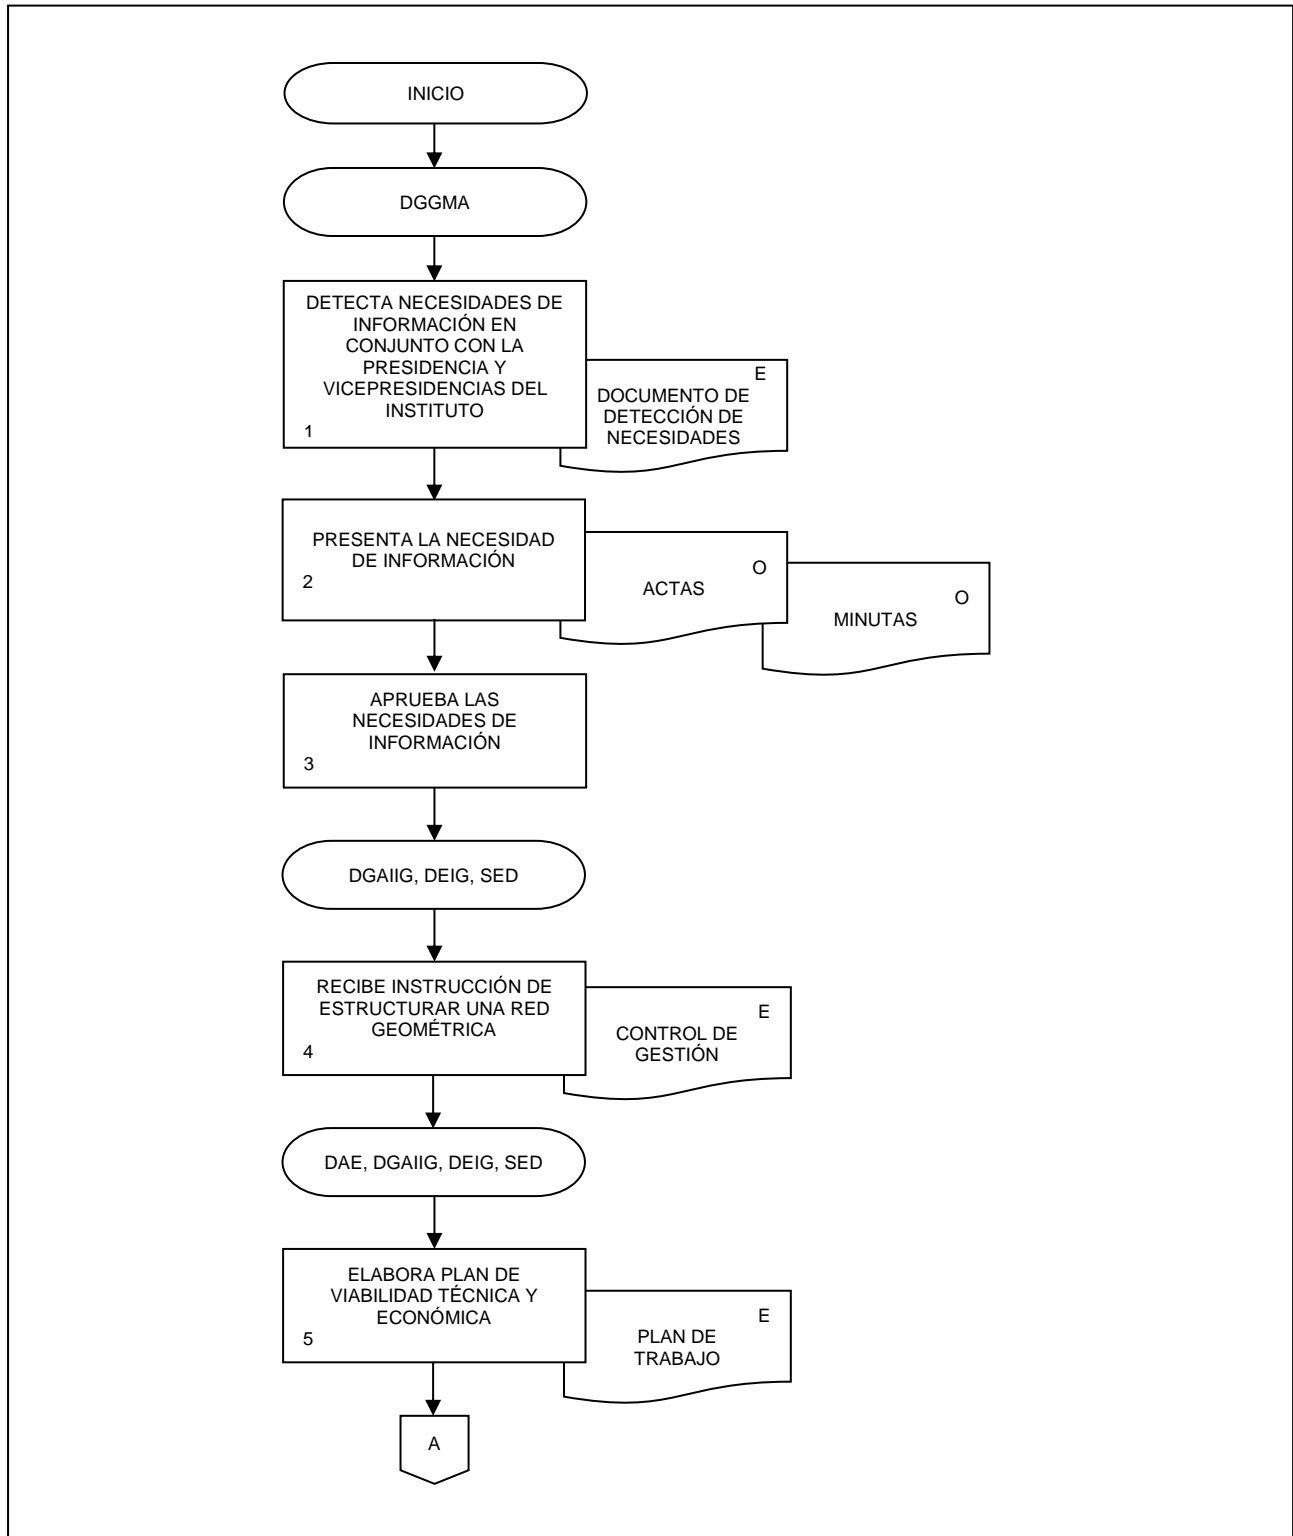 INICIO
DGGMA
DETECTA NECESIDADES DE
INFORMACIÓN EN
CONJUNTO CON LA
PRESIDENCIA Y
VICEPRESIDENCIAS DEL
INSTITUTO
1
E
DOCUMENTO DE
DETECCIÓN DE
NECESIDADES
PRESENTA LA NECESIDAD
DE INFORMACIÓN
2
O
ACTAS
O
MINUTAS
APRUEBA LAS
NECESIDADES DE
INFORMACIÓN
3
DGAIIG, DEIG, SED
RECIBE INSTRUCCIÓN DE
ESTRUCTURAR UNA RED
GEOMÉTRICA
4
E
CONTROL DE
GESTIÓN
DAE, DGAIIG, DEIG, SED
ELABORA PLAN DE
VIABILIDAD TÉCNICA Y
ECONÓMICA
5
E
PLAN DE
TRABAJO
A